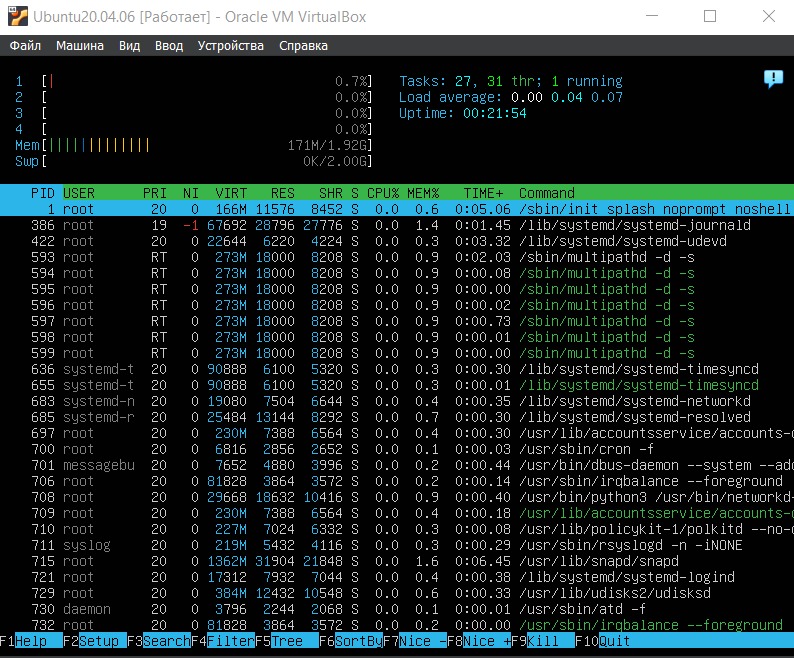 Ubuntu20.04.06 [Работает] - Oracle VM VirtualBox
Файл Машина Вид Ввод Устройства Справка
1 [| 0.7%] Tasks: 27, 31 thr; 1 running
2 [ 0.0%] Load average: 0.00 0.04 0.07
3 [ 0.0%] Uptime: 00:21:54
4 [ 0.0%]
Mem[||||||||||||| 171M/1.92G]
Swp[ 0K/2.00G]
PID USER PRI NI VIRT RES SHR S CPU% MEM% TIME+ Command
1 root 20 0 166M 11576 8452 S 0.0 0.6 0:05.06 /sbin/init splash noprompt noshell
386 root 19 -1 67692 28796 27776 S 0.0 1.4 0:01.45 /lib/systemd/systemd-journald
422 root 20 0 22644 6220 4224 S 0.0 0.3 0:03.32 /lib/systemd/systemd-udevd
593 root RT 0 273M 18000 8208 S 0.0 0.9 0:02.03 /sbin/multipathd -d -s
594 root RT 0 273M 18000 8208 S 0.0 0.9 0:00.08 /sbin/multipathd -d -s
595 root RT 0 273M 18000 8208 S 0.0 0.9 0:00.00 /sbin/multipathd -d -s
596 root RT 0 273M 18000 8208 S 0.0 0.9 0:00.02 /sbin/multipathd -d -s
597 root RT 0 273M 18000 8208 S 0.0 0.9 0:00.73 /sbin/multipathd -d -s
598 root RT 0 273M 18000 8208 S 0.0 0.9 0:00.01 /sbin/multipathd -d -s
599 root RT 0 273M 18000 8208 S 0.0 0.9 0:00.00 /sbin/multipathd -d -s
636 systemd-t 20 0 90888 6100 5320 S 0.0 0.3 0:00.30 /lib/systemd/systemd-timesyncd
655 systemd-t 20 0 90888 6100 5320 S 0.0 0.3 0:00.01 /lib/systemd/systemd-timesyncd
683 systemd-n 20 0 19080 7504 6644 S 0.0 0.4 0:00.35 /lib/systemd/systemd-networkd
685 systemd-r 20 0 25484 13144 8292 S 0.0 0.7 0:00.30 /lib/systemd/systemd-resolved
697 root 20 0 230M 7388 6564 S 0.0 0.4 0:00.30 /usr/lib/accountsservice/accounts-d
700 root 20 0 6816 2856 2652 S 0.0 0.1 0:00.03 /usr/sbin/cron -f
701 messagebu 20 0 7652 4880 3996 S 0.0 0.2 0:00.44 /usr/bin/dbus-daemon --system --add
706 root 20 0 81828 3864 3572 S 0.0 0.2 0:00.14 /usr/sbin/irqbalance --foreground
708 root 20 0 29668 18632 10416 S 0.0 0.9 0:00.40 /usr/bin/python3 /usr/bin/networkd-
709 root 20 0 230M 7388 6564 S 0.0 0.4 0:00.18 /usr/lib/accountsservice/accounts-d
710 root 20 0 227M 7024 6332 S 0.0 0.3 0:00.08 /usr/lib/policykit-1/polkitd --no-d
711 syslog 20 0 219M 5432 4116 S 0.0 0.3 0:00.29 /usr/sbin/rsyslogd -n -iNONE
715 root 20 0 1362M 31904 21848 S 0.0 1.6 0:06.45 /usr/lib/snapd/snapd
721 root 20 0 17312 7932 7044 S 0.0 0.4 0:00.38 /lib/systemd/systemd-logind
729 root 20 0 384M 12432 10548 S 0.0 0.6 0:00.33 /usr/lib/udisks2/udisksd
730 daemon 20 0 3796 2244 2068 S 0.0 0.1 0:00.01 /usr/sbin/atd -f
732 root 20 0 81828 3864 3572 S 0.0 0.2 0:00.00 /usr/sbin/irqbalance --foreground
F1Help F2Setup F3SearchF4FilterF5Tree F6SortByF7Nice -F8Nice +F9Kill F10Quit